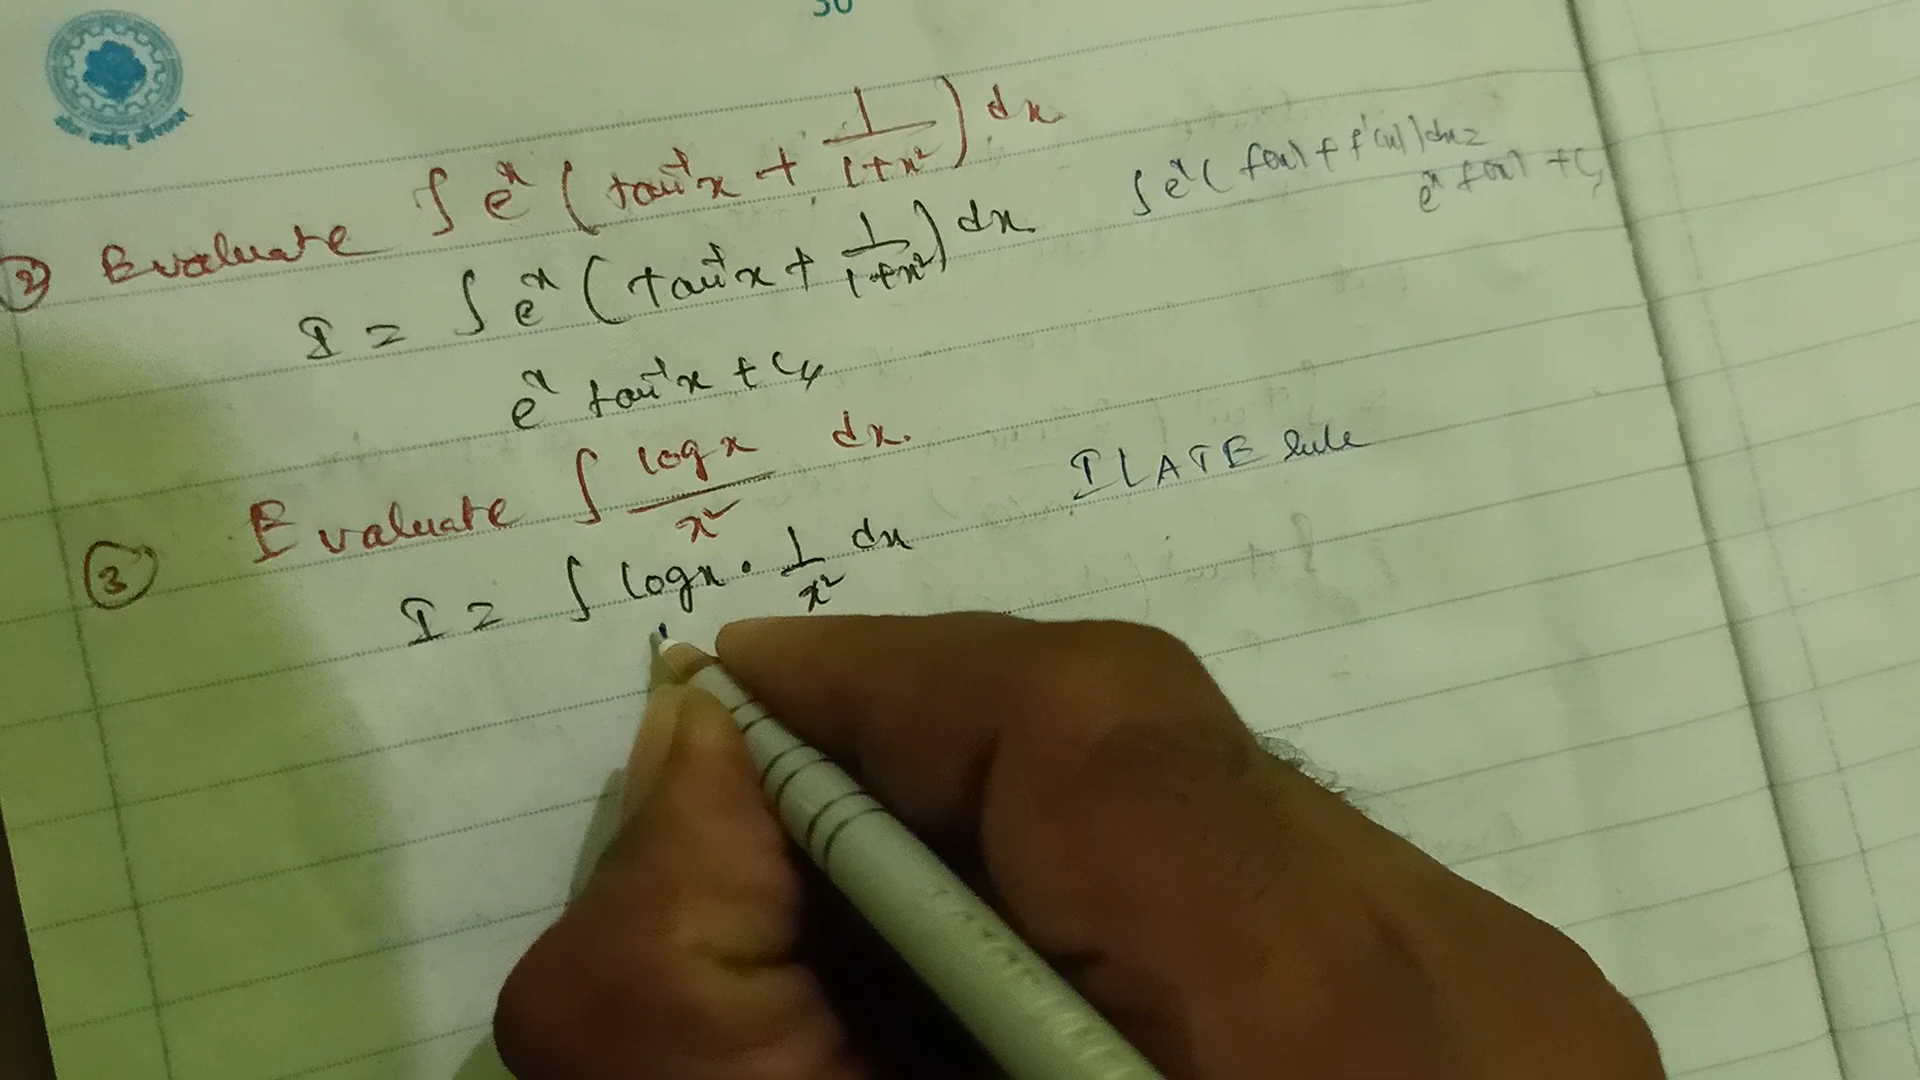 30
② Evaluate ∫ eˣ ( tan⁻¹x + 1/(1+x²) ) dx
∫ eˣ ( f(x) + f'(x) ) dx =
eˣ f(x) + C
I = ∫ eˣ ( tan⁻¹x + 1/(1+x²) ) dx
eˣ tan⁻¹x + C
③ Evaluate ∫ log x / x² dx.
ILATE rule
I = ∫ log x · 1/x² dx